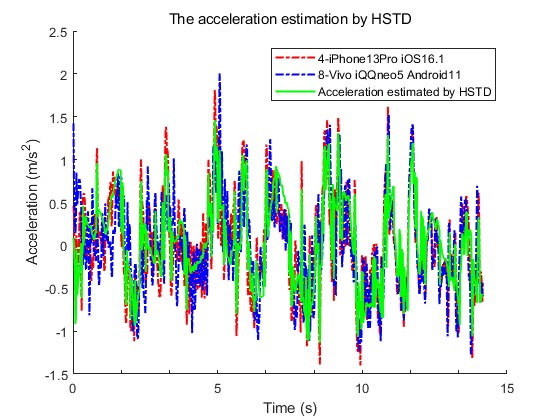 The acceleration estimation by HSTD
2.5
2
1.5
1
0.5
0
-0.5
-1
-1.5
Acceleration (m/s²)
4-iPhone13Pro iOS16.1
8-Vivo iQQneo5 Android11
Acceleration estimated by HSTD
0
5
10
15
Time (s)